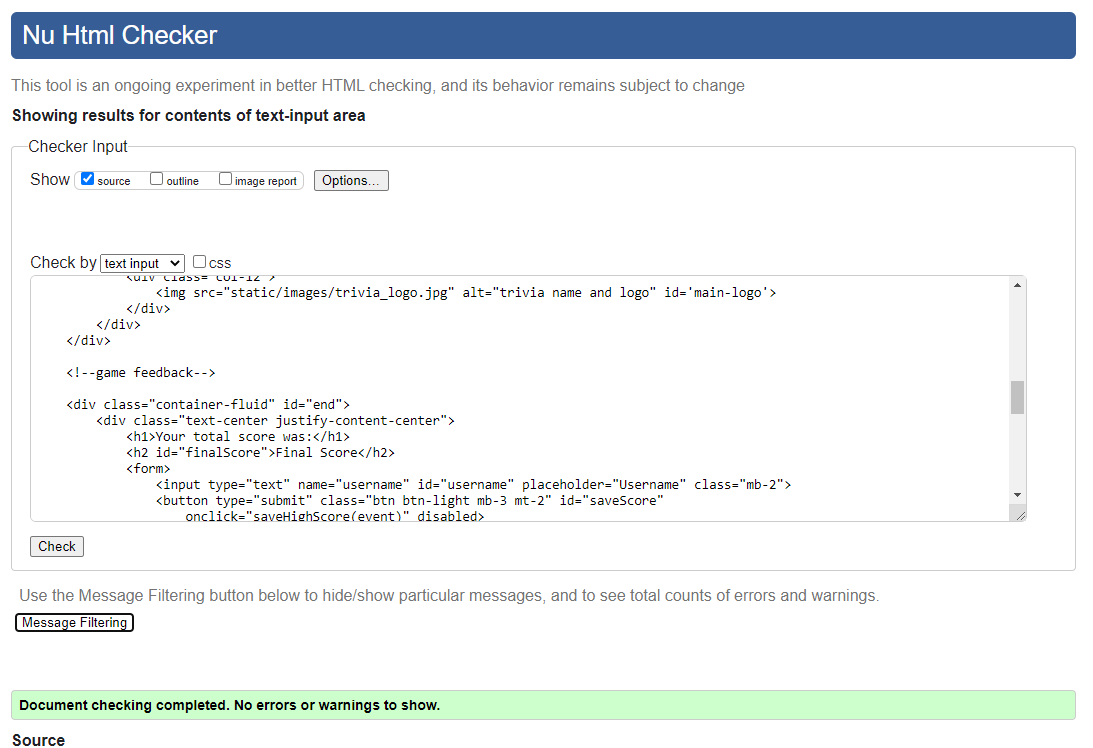 Nu Html Checker
This tool is an ongoing experiment in better HTML checking, and its behavior remains subject to change
Showing results for contents of text-input area
Checker Input
Show source outline image report Options...
Check by text input css
<div class="col-12">
<img src="static/images/trivia_logo.jpg" alt="trivia name and logo" id='main-logo'>
</div>
</div>
</div>
<!--game feedback-->
<div class="container-fluid" id="end">
<div class="text-center justify-content-center">
<h1>Your total score was:</h1>
<h2 id="finalScore">Final Score</h2>
<form>
<input type="text" name="username" id="username" placeholder="Username" class="mb-2">
<button type="submit" class="btn btn-light mb-3 mt-2" id="saveScore"
onclick="saveHighScore(event)" disabled>
Check
Use the Message Filtering button below to hide/show particular messages, and to see total counts of errors and warnings.
Message Filtering
Document checking completed. No errors or warnings to show.
Source